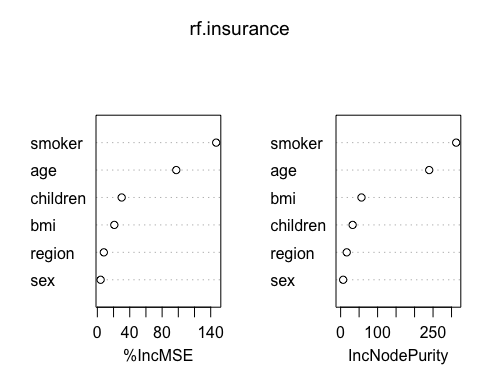 rf.insurance
smoker
age
children
bmi
region
sex
0 40 80 140
%IncMSE
smoker
age
bmi
children
region
sex
0 100 250
IncNodePurity